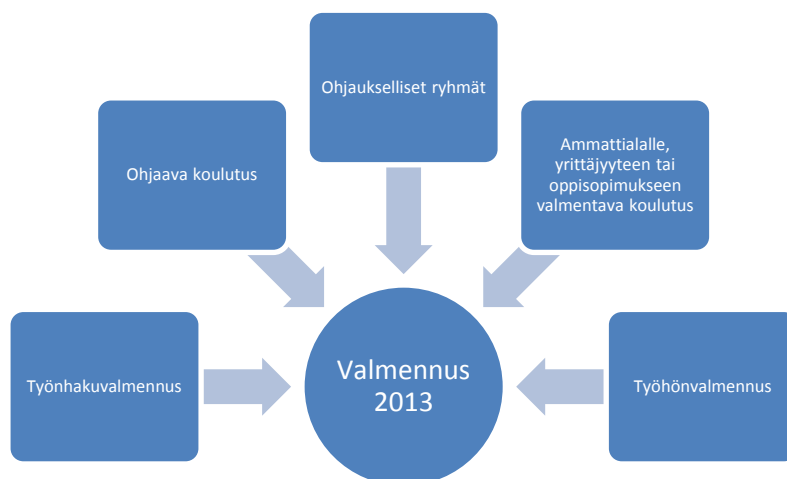 Ohjaukselliset ryhmät
Ohjaava koulutus
Ammattialalle,
yrittäjyyteen tai
oppisopimukseen
valmentava koulutus
Työnhakuvalmennus
Valmennus
2013
Työhönvalmennus